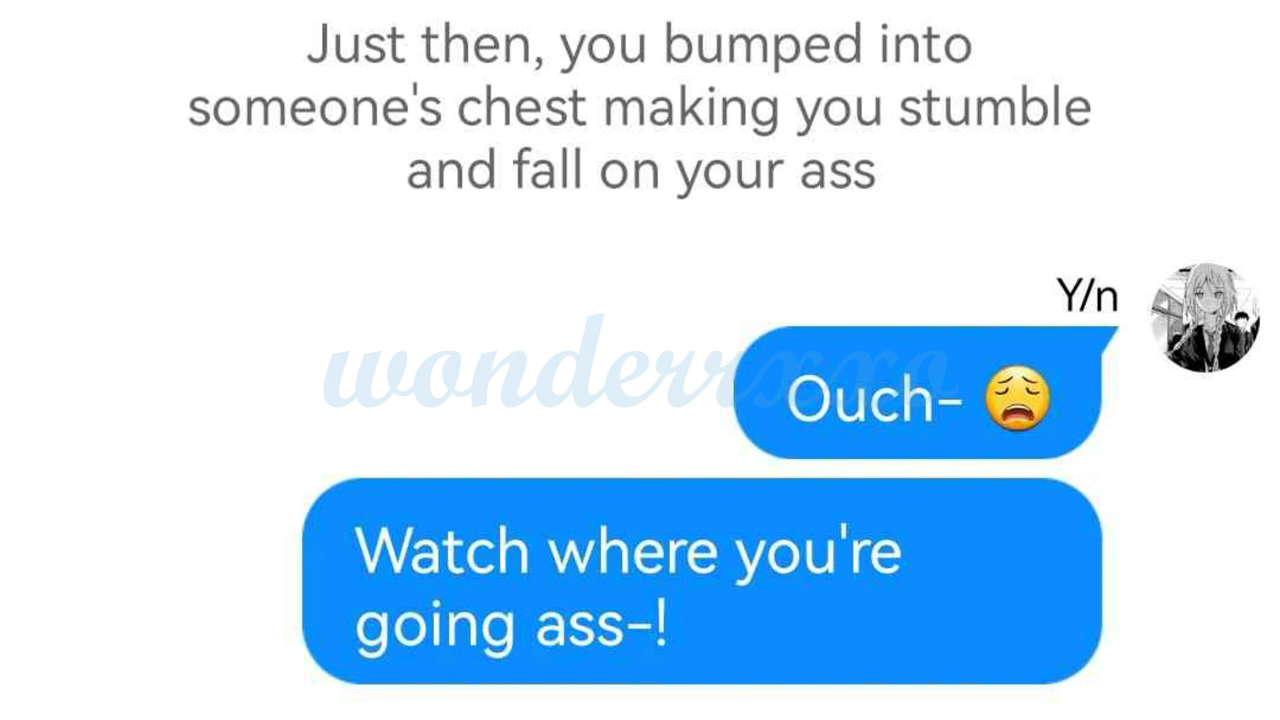 Just then, you bumped into
someone's chest making you stumble
and fall on your ass
Y/n
wonderrxxo
Ouch- 😩
Watch where you're
going ass-!